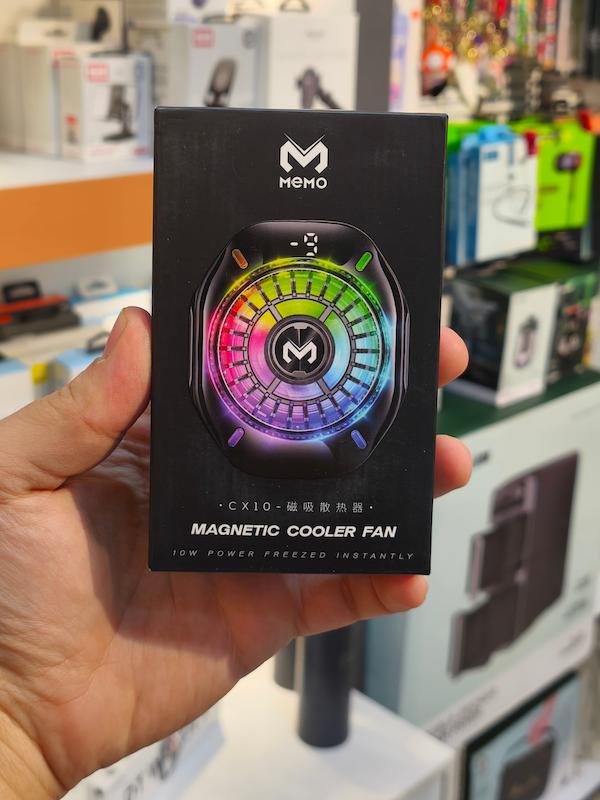 MEMO
-9
·CX10-磁吸散热器·
MAGNETIC COOLER FAN
10W POWER FREEZED INSTANTLY